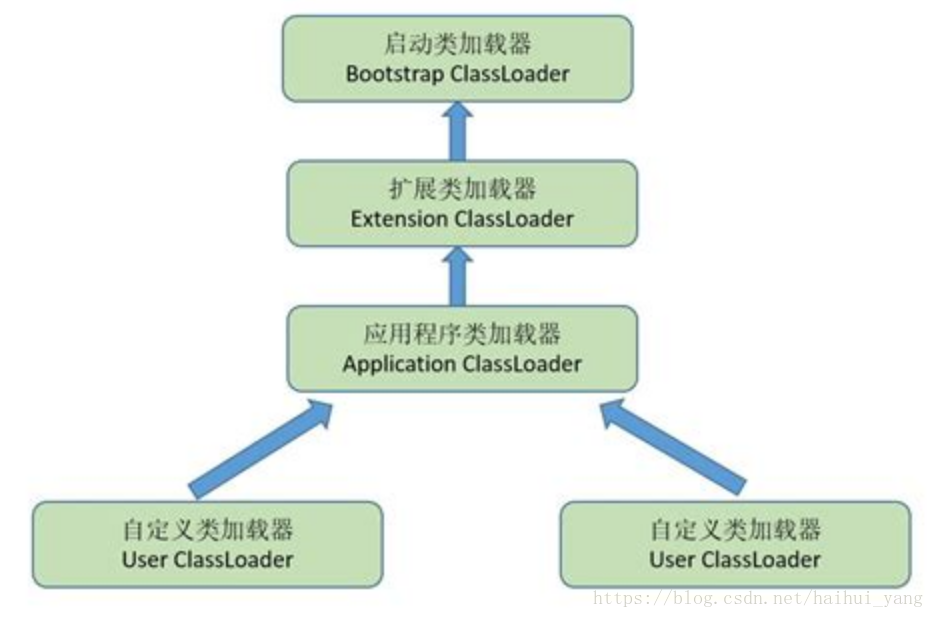 启动类加载器
Bootstrap ClassLoader
扩展类加载器
Extension ClassLoader
应用程序类加载器
Application ClassLoader
自定义类加载器
User ClassLoader
自定义类加载器
User ClassLoader
https://blog.csdn.net/haihui_yang